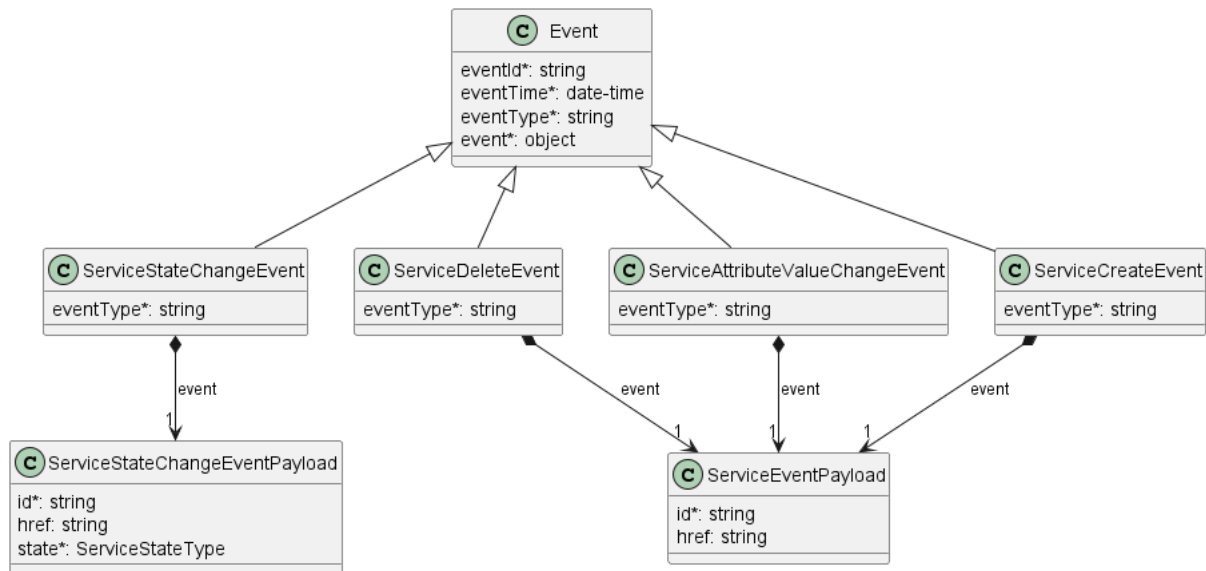 C Event
eventId*: string
eventTime*: date-time
eventType*: string
event*: object
C ServiceStateChangeEvent
eventType*: string
C ServiceDeleteEvent
eventType*: string
C ServiceAttributeValueChangeEvent
eventType*: string
C ServiceCreateEvent
eventType*: string
event
1
event
1
event
1
event
1
C ServiceStateChangeEventPayload
id*: string
href: string
state*: ServiceStateType
C ServiceEventPayload
id*: string
href: string